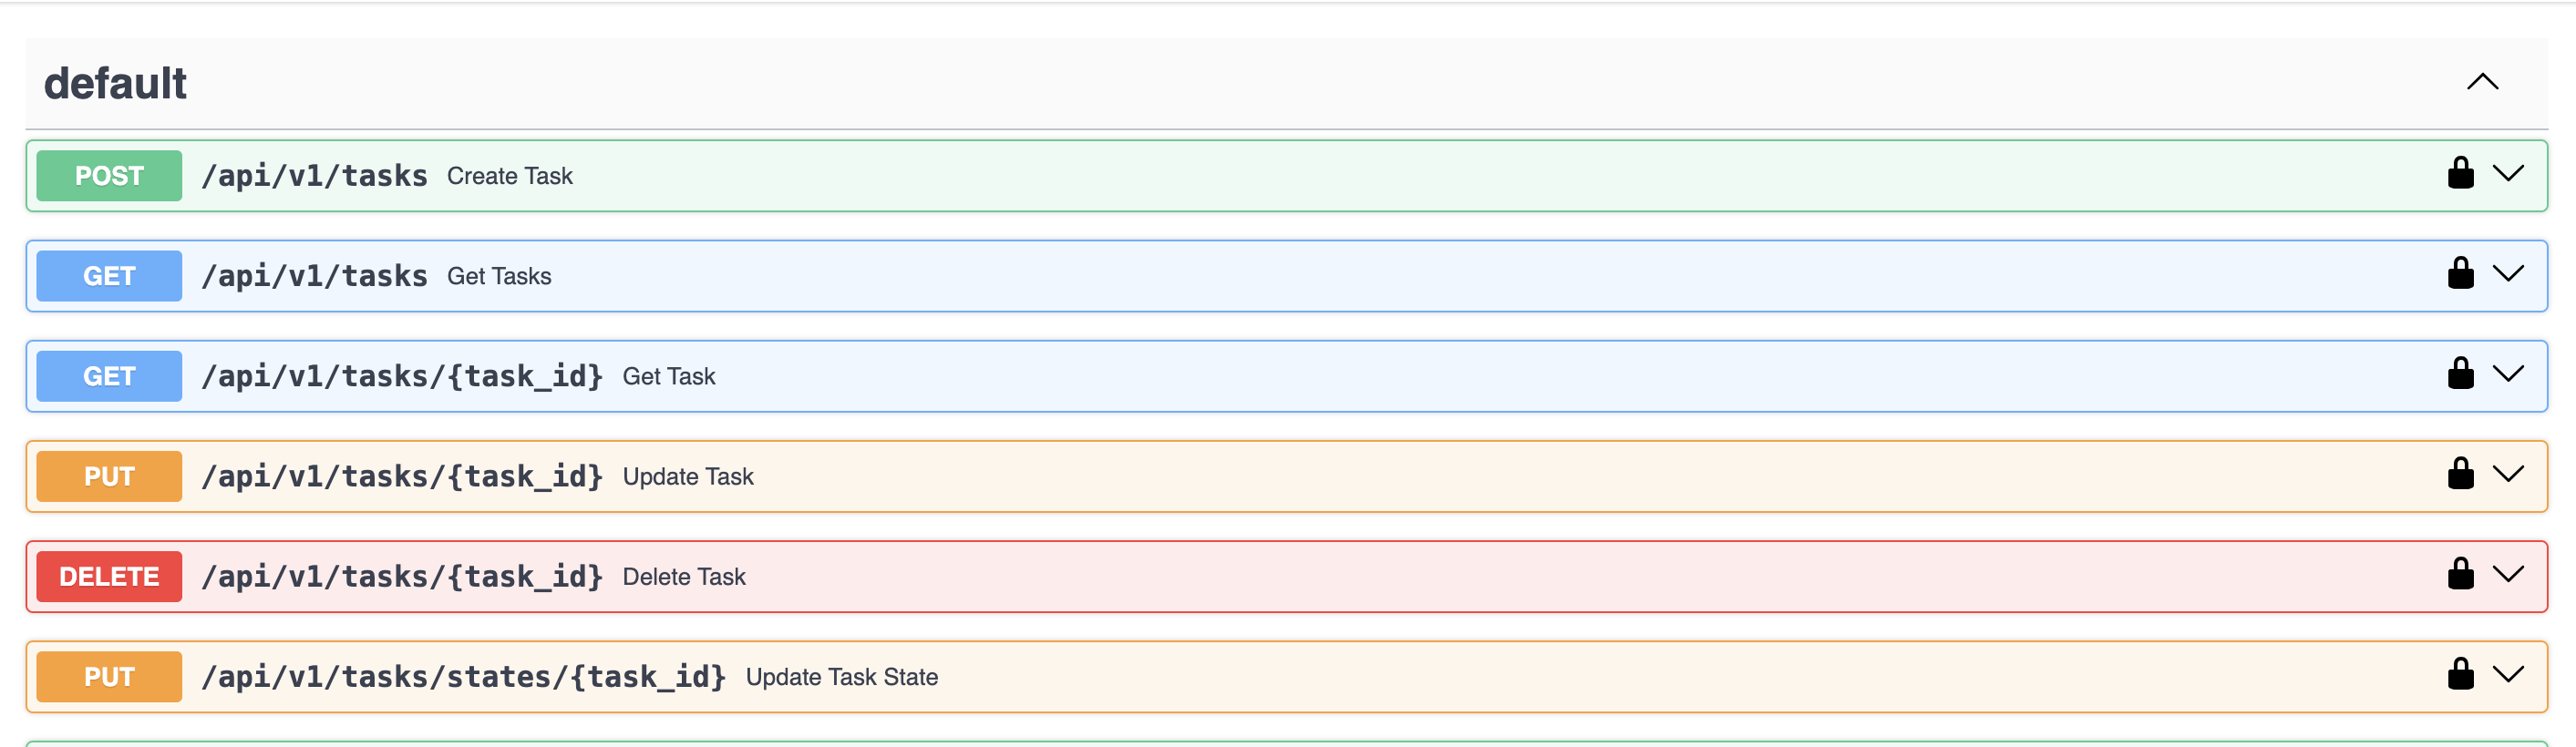 default
POST /api/v1/tasks Create Task
GET /api/v1/tasks Get Tasks
GET /api/v1/tasks/{task_id} Get Task
PUT /api/v1/tasks/{task_id} Update Task
DELETE /api/v1/tasks/{task_id} Delete Task
PUT /api/v1/tasks/states/{task_id} Update Task State